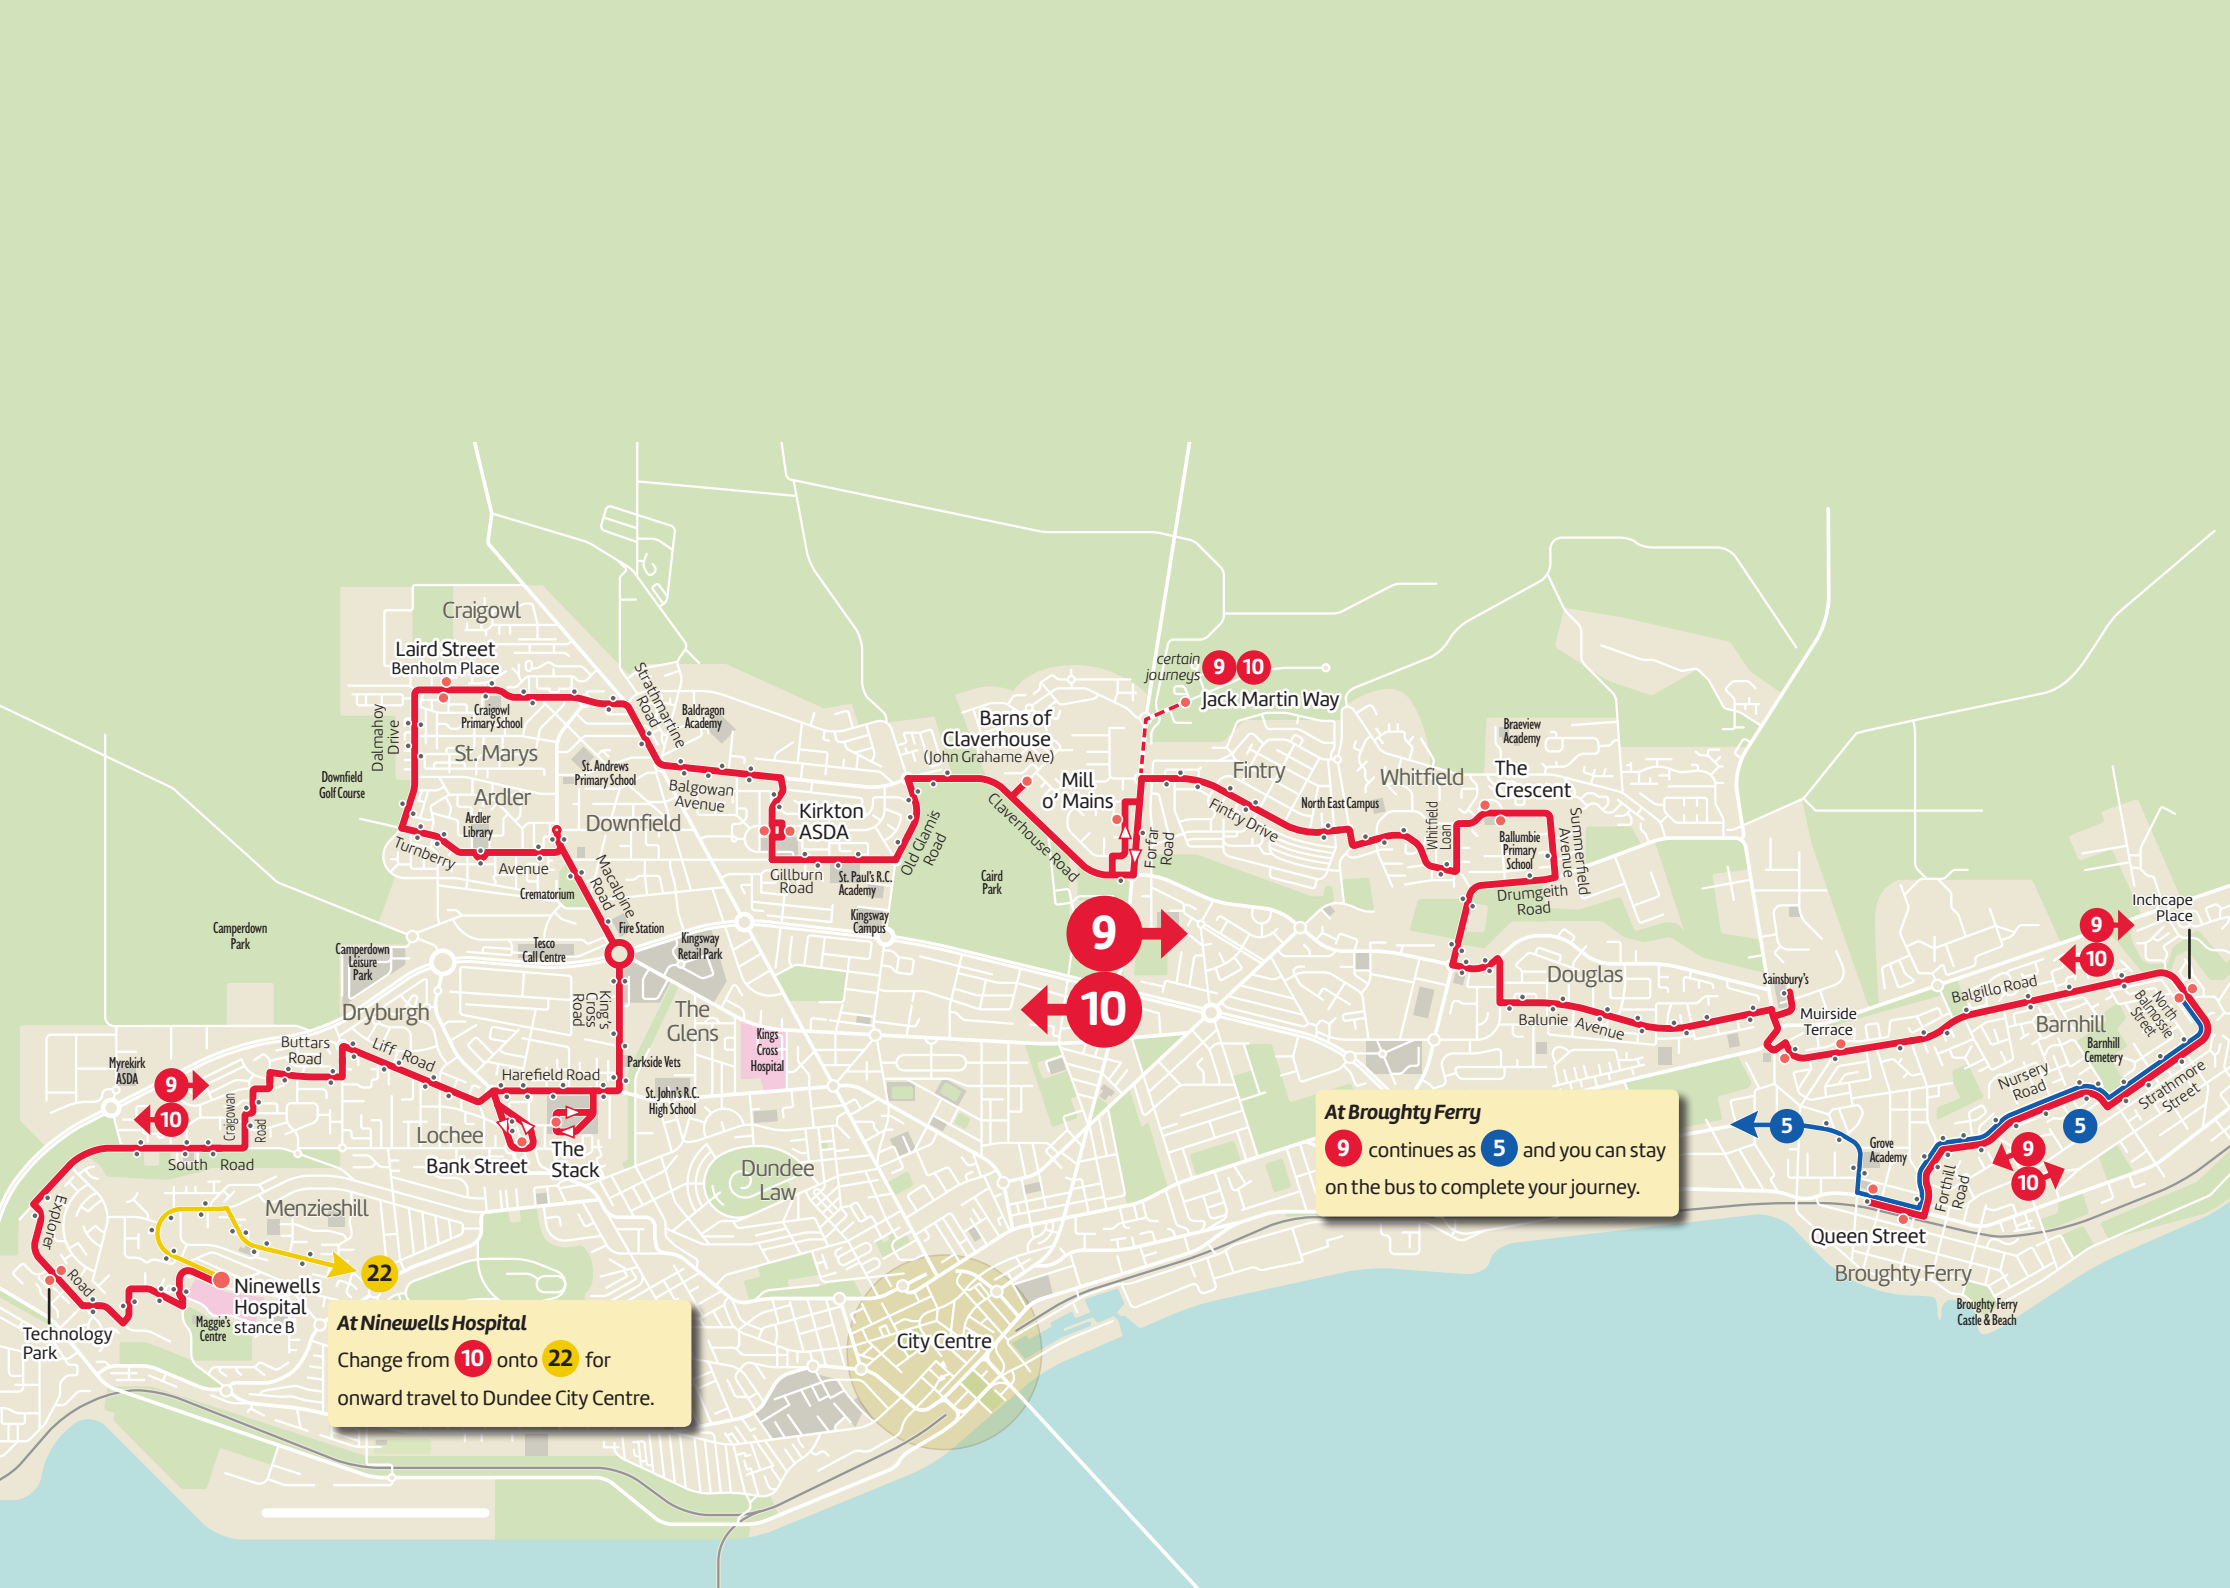 Craigowl
Laird Street
Benholm Place
Craigowl
Primary School
Dalmahoy
Drive
St. Marys
Strathmartine
Road
Baldragon
Academy
St. Andrews
Primary School
Downfield
Golf Course
Ardler
Ardler
Library
Downfield
Balgowan
Avenue
Turnberry
Avenue
Crematorium
Macalpine
Road
Fire Station
Kirkton
ASDA
Gillburn
Road
St. Paul's R.C.
Academy
Kingsway
Campus
Old Glamis
Road
Barns of
Claverhouse
(John Grahame Ave)
Claverhouse Road
Caird
Park
Mill
o' Mains
certain
journeys
9 10
Jack Martin Way
Forfar
Road
Fintry
Fintry Drive
North East Campus
Whitfield
Whitfield
Loan
Braeview
Academy
The
Crescent
Ballumbie
Primary
School
Summerfield
Avenue
Drumgeith
Road
9
10
Douglas
Balunie Avenue
Sainsbury's
Muirside
Terrace
Inchcape
Place
9
10
Balgillo Road
North
Balmossie
Street
Barnhill
Barnhill
Cemetery
Nursery
Road
Strathmore
Street
5
9
10
5
Grove
Academy
Forthill
Road
Queen Street
Broughty Ferry
Broughty Ferry
Castle & Beach
At Broughty Ferry
9 continues as 5 and you can stay
on the bus to complete your journey.
Camperdown
Park
Camperdown
Leisure
Park
Tesco
Call Centre
Kingsway
Retail Park
Dryburgh
King's
Cross
Road
The
Glens
Kings
Cross
Hospital
Parkside Vets
St. John's R.C.
High School
Harefield Road
Liff Road
Buttars
Road
Myrekirk
ASDA
9
10
Craigowan
Road
South Road
Lochee
Bank Street
The
Stack
Dundee
Law
Menzieshill
Explorer
Road
22
Ninewells
Hospital
stance B
Maggie's
Centre
Technology
Park
At Ninewells Hospital
Change from 10 onto 22 for
onward travel to Dundee City Centre.
City Centre